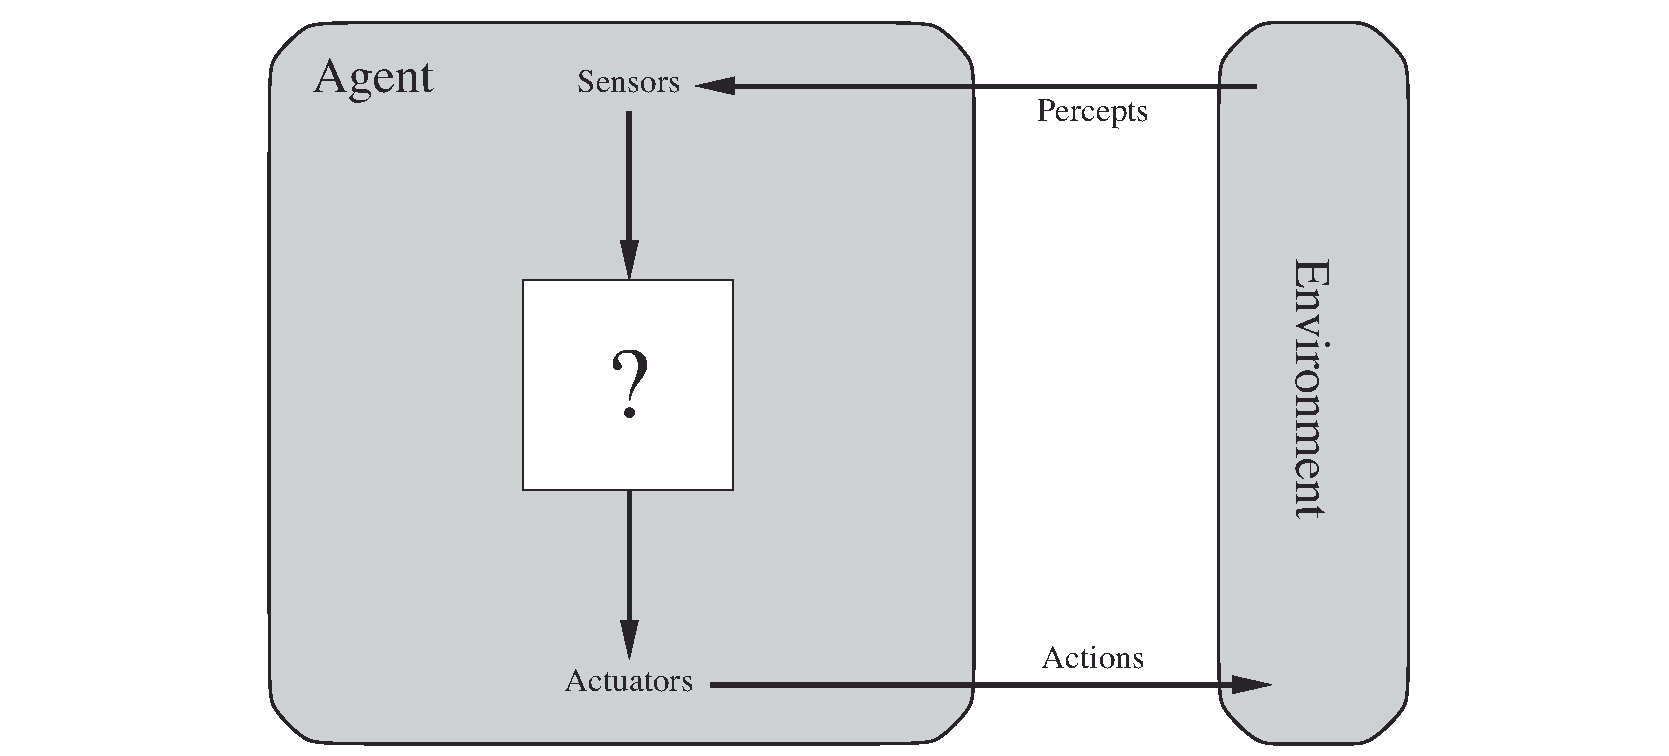 Agent
Sensors
Percepts
?
Environment
Actions
Actuators